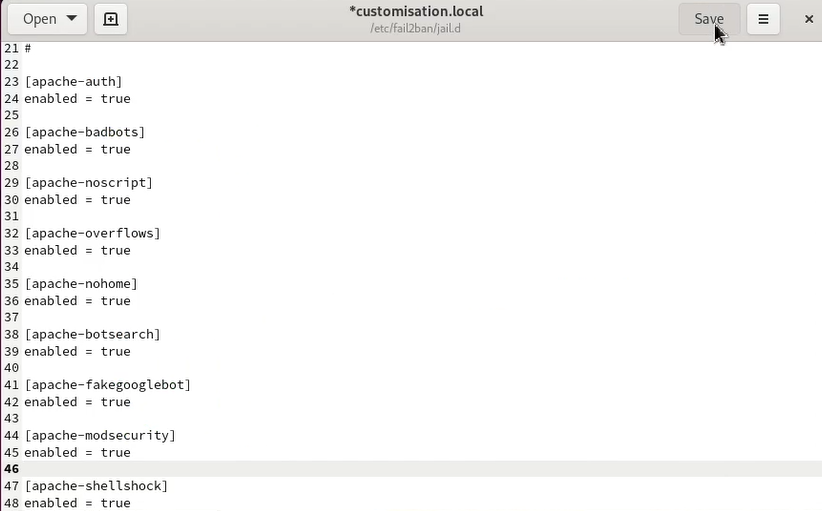 Open
*customisation.local
/etc/fail2ban/jail.d
Save
21 #
22
23 [apache-auth]
24 enabled = true
25
26 [apache-badbots]
27 enabled = true
28
29 [apache-noscript]
30 enabled = true
31
32 [apache-overflows]
33 enabled = true
34
35 [apache-nohome]
36 enabled = true
37
38 [apache-botsearch]
39 enabled = true
40
41 [apache-fakegooglebot]
42 enabled = true
43
44 [apache-modsecurity]
45 enabled = true
46
47 [apache-shellshock]
48 enabled = true